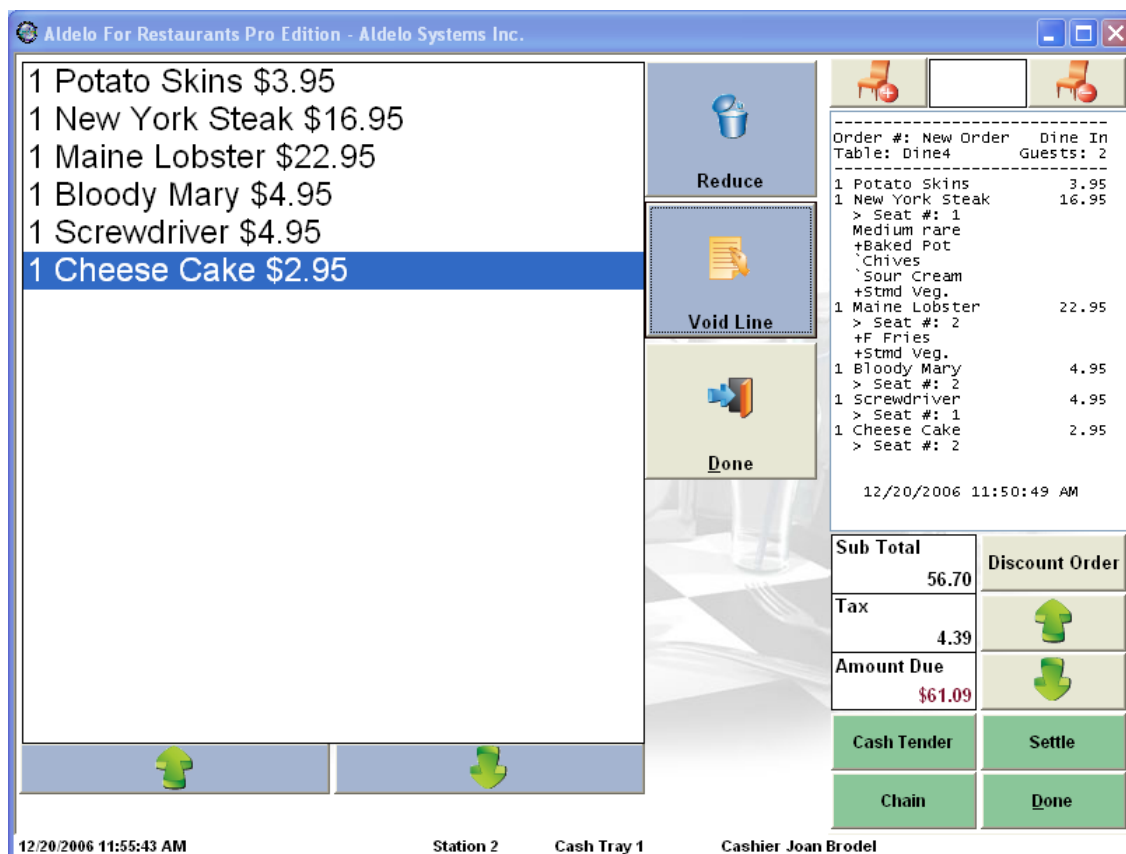 Aldelo For Restaurants Pro Edition - Aldelo Systems Inc.
1 Potato Skins $3.95
1 New York Steak $16.95
1 Maine Lobster $22.95
1 Bloody Mary $4.95
1 Screwdriver $4.95
1 Cheese Cake $2.95
Reduce
Void Line
Done
------------------------------
Order #: New Order Dine In
Table: Dine4 Guests: 2
------------------------------
1 Potato Skins 3.95
1 New York Steak 16.95
> Seat #: 1
Medium rare
+Baked Pot
`Chives
`Sour Cream
+Stmd Veg.
1 Maine Lobster 22.95
> Seat #: 2
+F Fries
+Stmd Veg.
1 Bloody Mary 4.95
> Seat #: 2
1 Screwdriver 4.95
> Seat #: 1
1 Cheese Cake 2.95
> Seat #: 2
12/20/2006 11:50:49 AM
Sub Total
56.70
Discount Order
Tax
4.39
Amount Due
$61.09
Cash Tender Settle
Chain Done
12/20/2006 11:55:43 AM Station 2 Cash Tray 1 Cashier Joan Brodel